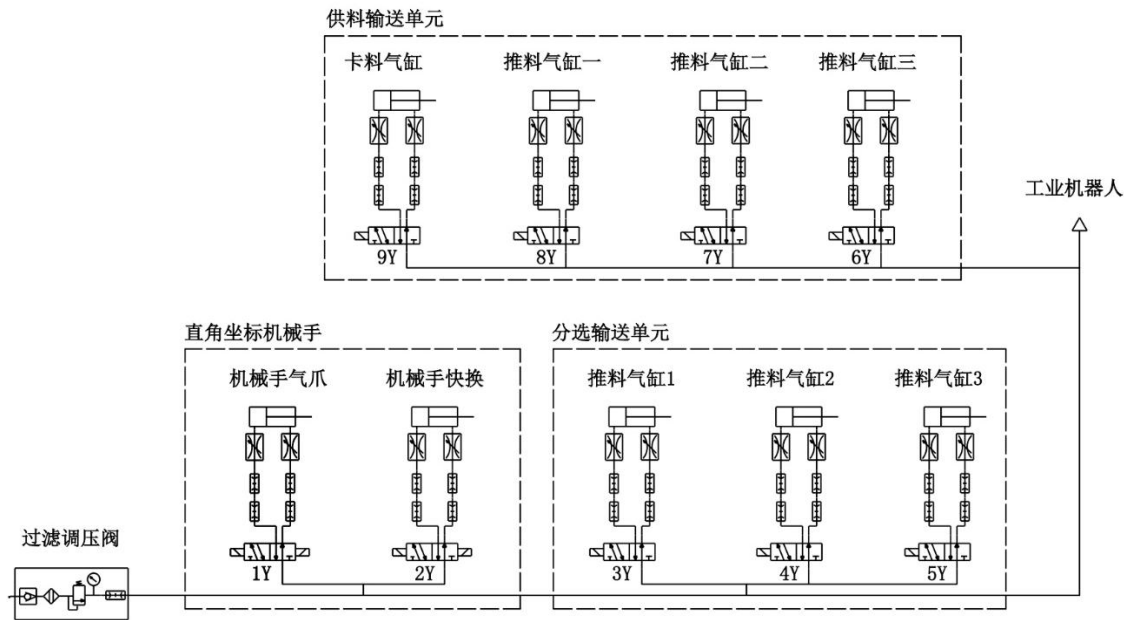 供料输送单元
卡料气缸 推料气缸一 推料气缸二 推料气缸三
9Y 8Y 7Y 6Y
工业机器人
直角坐标机械手 分选输送单元
机械手气爪 机械手快换 推料气缸1 推料气缸2 推料气缸3
1Y 2Y 3Y 4Y 5Y
过滤调压阀